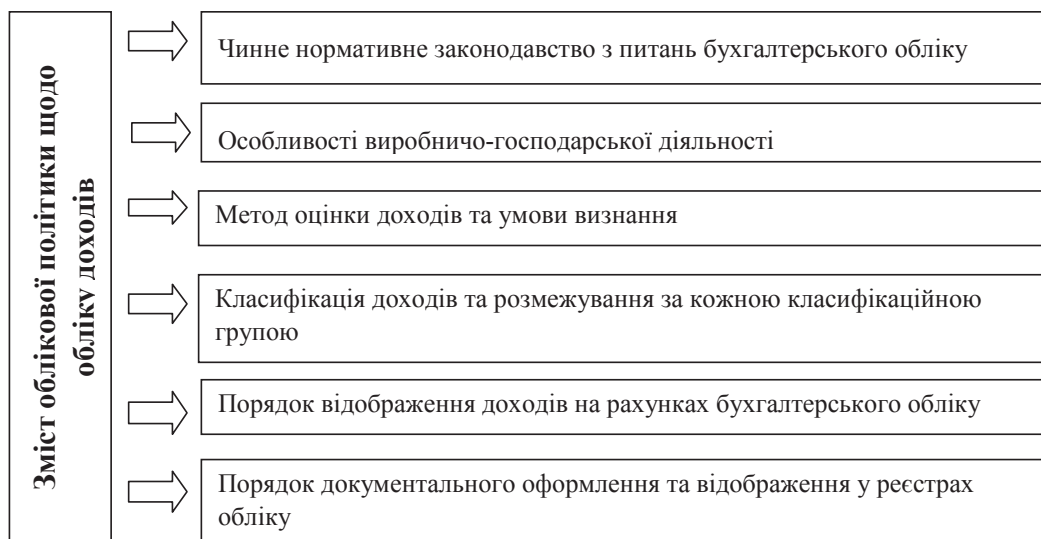 Зміст облікової політики щодо
обліку доходів
Чинне нормативне законодавство з питань бухгалтерського обліку
Особливості виробничо-господарської діяльності
Метод оцінки доходів та умови визнання
Класифікація доходів та розмежування за кожною класифікаційною
групою
Порядок відображення доходів на рахунках бухгалтерського обліку
Порядок документального оформлення та відображення у реєстрах
обліку